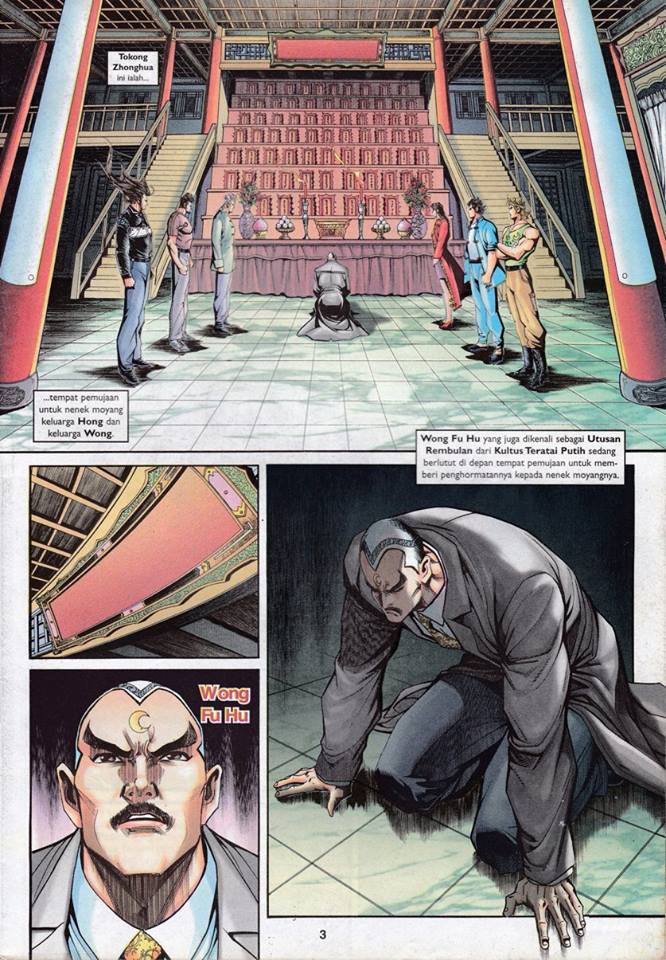 Tokong
Zhonghua
ini ialah...
...tempat pemujaan
untuk nenek moyang
keluarga Hong dan
keluarga Wong.
Wong Fu Hu yang juga dikenali sebagai Utusan
Rembulan dari Kultus Teratai Putih sedang
berlutut di depan tempat pemujaan untuk mem-
beri penghormatannya kepada nenek moyangnya.
Wong
Fu Hu
3